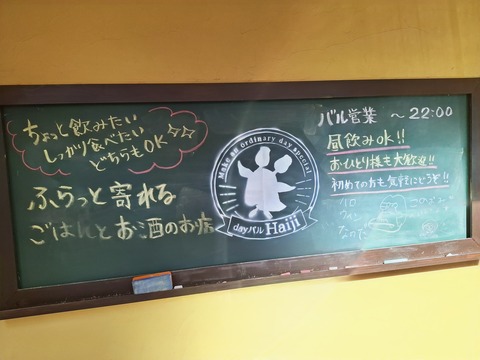 ちょっと飲みたい
しっかり食べたい
どちらもOK☆☆
ふらっと寄れる
ごはんとお酒のお店
Make an ordinary day special
dayバル Haiji
バル営業 ～22:00
昼飲みOK!!
おひとり様も大歓迎!!
初めてのお気軽にどうぞ!!